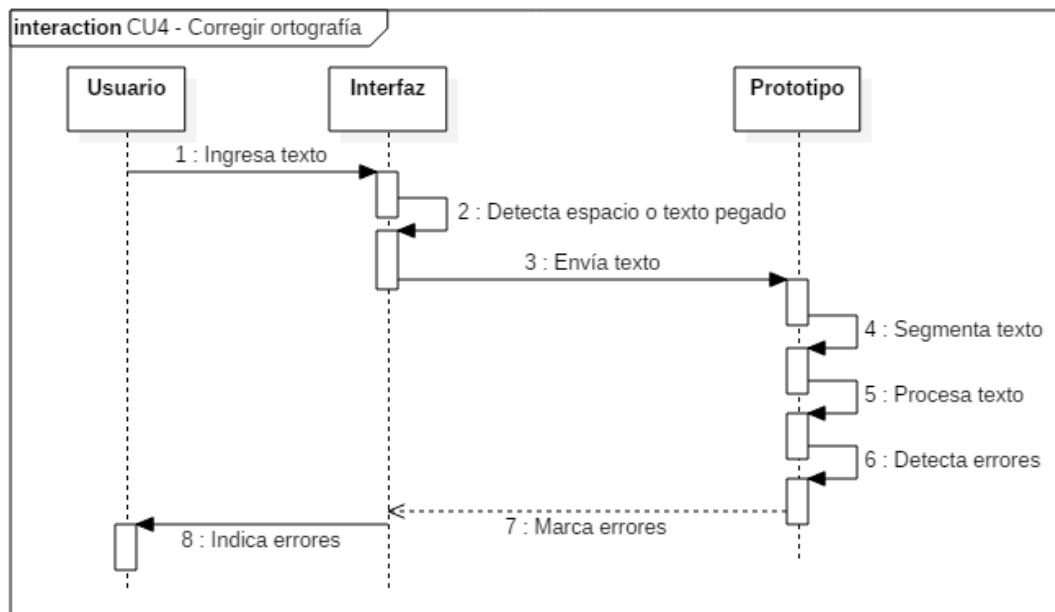 interaction CU4 - Corregir ortografía
Usuario
Interfaz
Prototipo
1 : Ingresa texto
2 : Detecta espacio o texto pegado
3 : Envía texto
4 : Segmenta texto
5 : Procesa texto
6 : Detecta errores
7 : Marca errores
8 : Indica errores